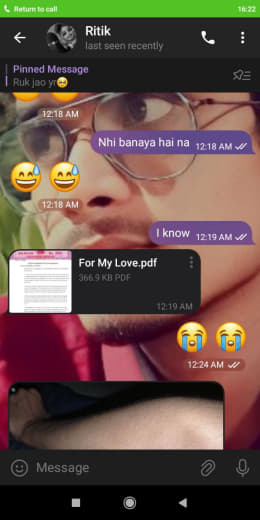 Return to call
16:22
Ritik
last seen recently
Pinned Message
Ruk jao yr🥺
12:18 AM
Nhi banaya hai na 12:18 AM
😅 😅
12:18 AM
I know 12:19 AM
For My Love.pdf
366.9 KB PDF
12:19 AM
😭 😭
12:24 AM
Message